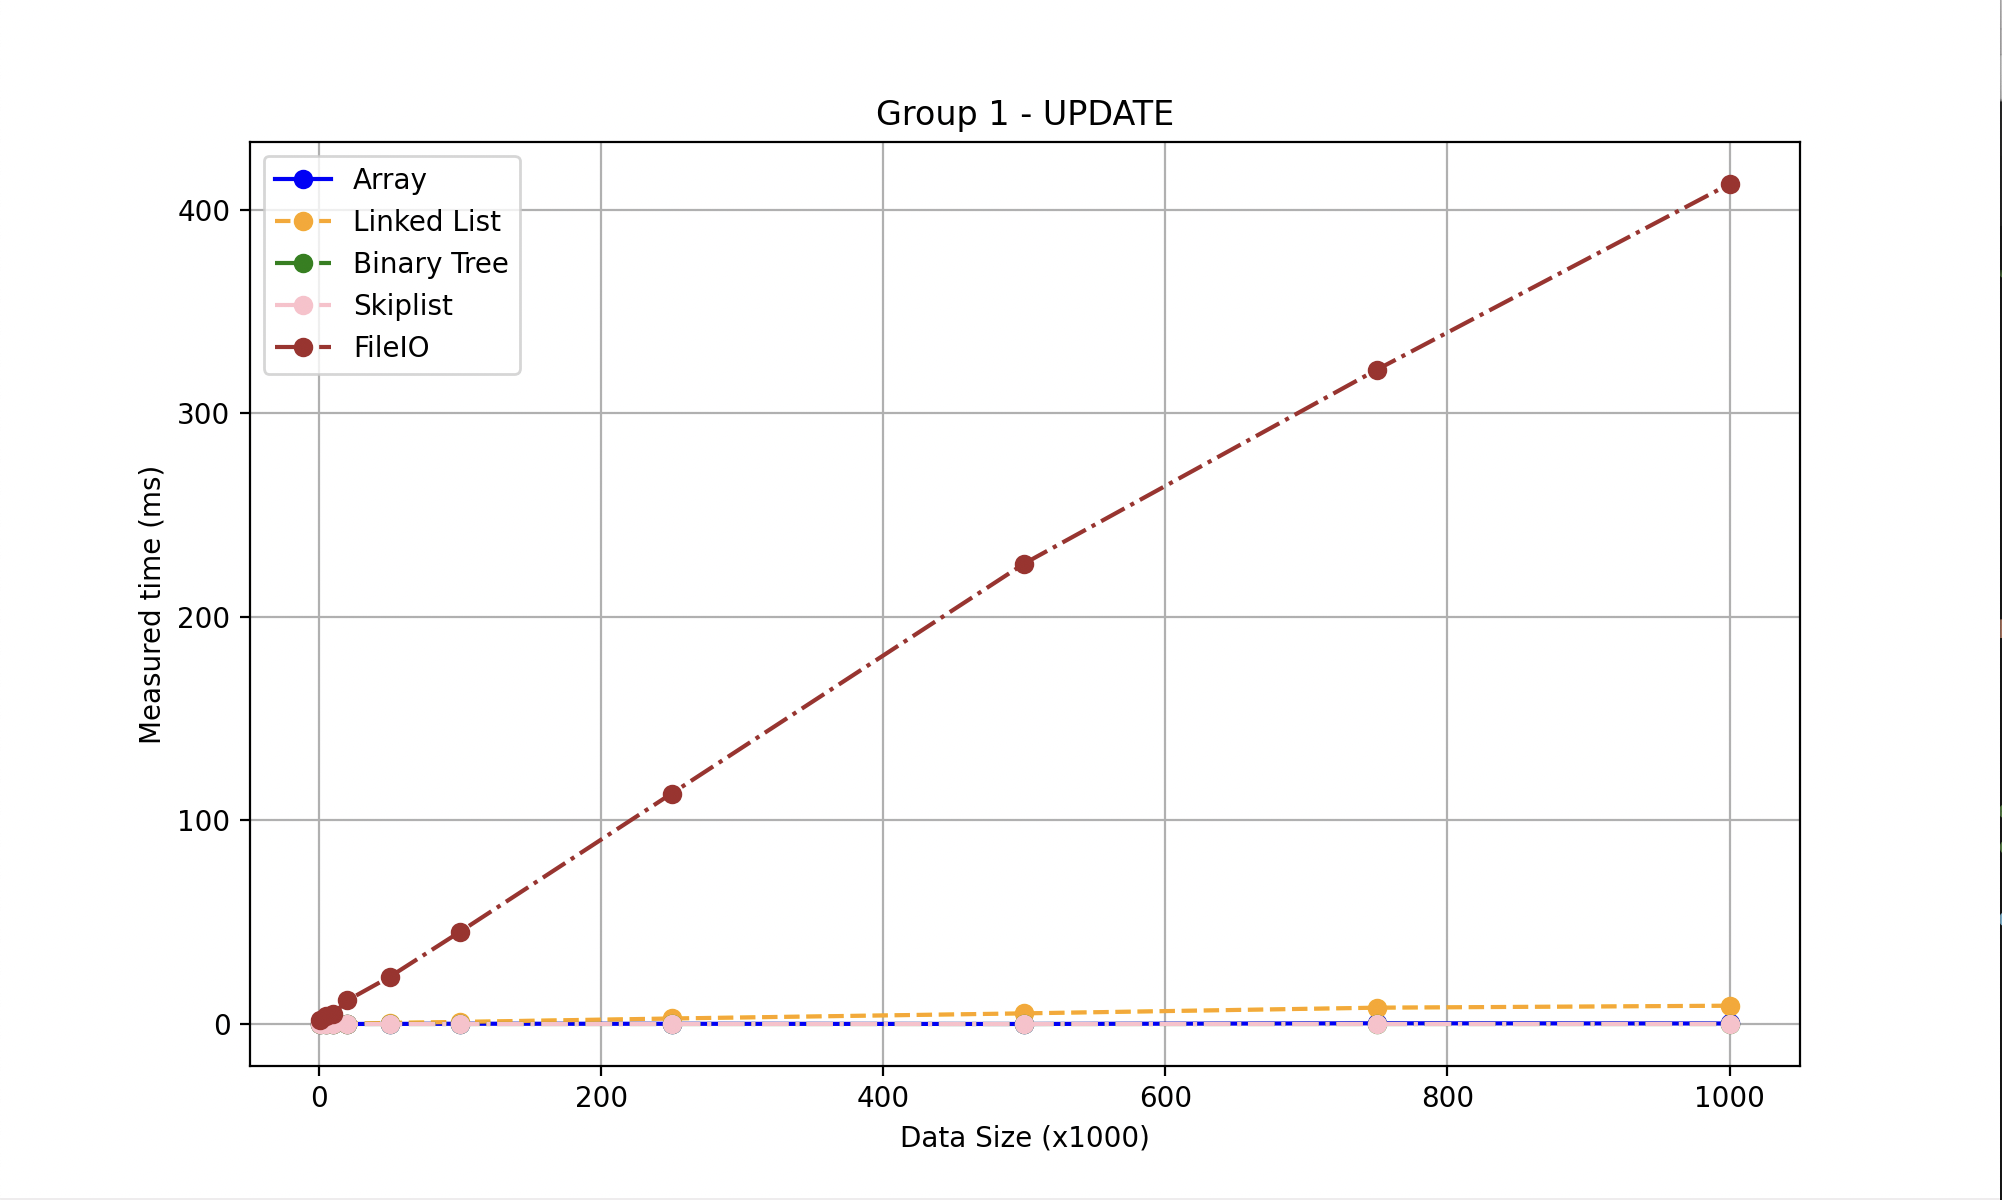 Group 1 - UPDATE
Array
Linked List
Binary Tree
Skiplist
FileIO
Measured time (ms)
400
300
200
100
0
0 200 400 600 800 1000
Data Size (x1000)